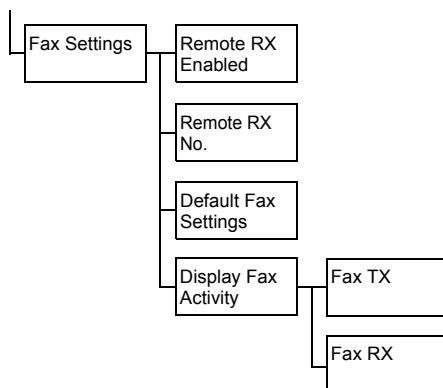 Fax Settings
Remote RX
Enabled
Remote RX
No.
Default Fax
Settings
Display Fax
Activity
Fax TX
Fax RX